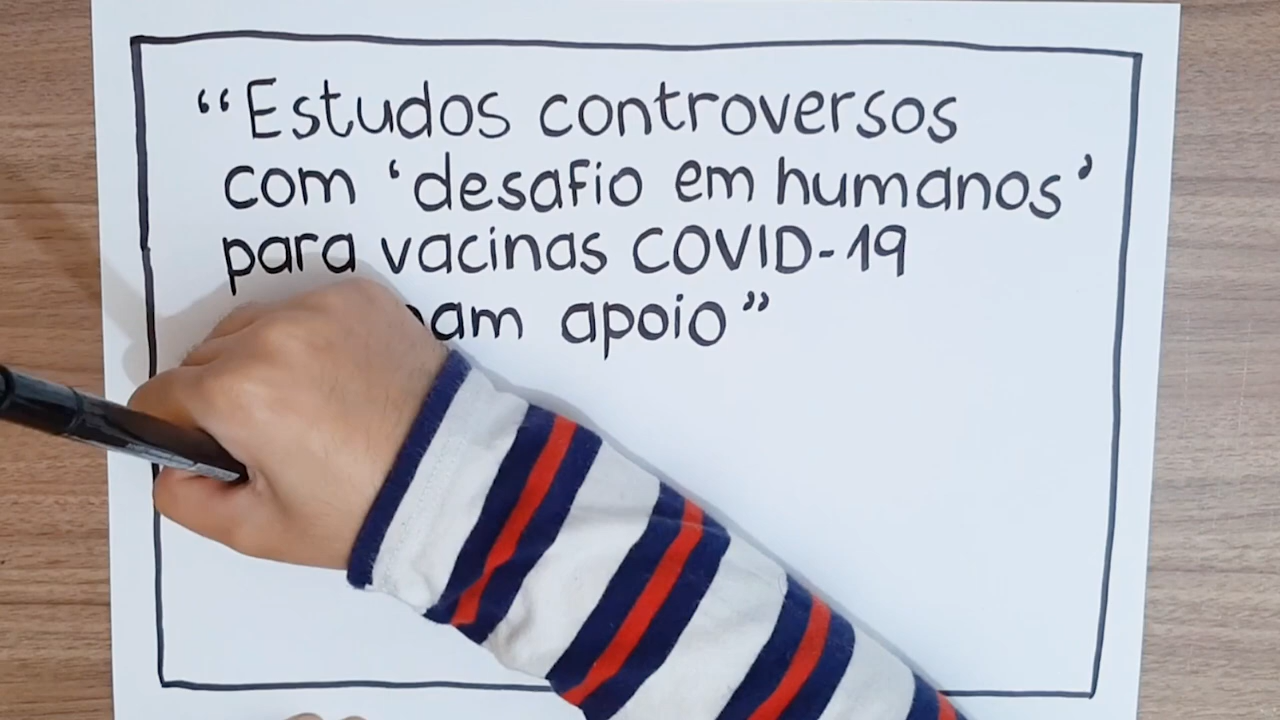 “Estudos controversos
com ‘desafio em humanos’
para vacinas COVID-19
apoio”